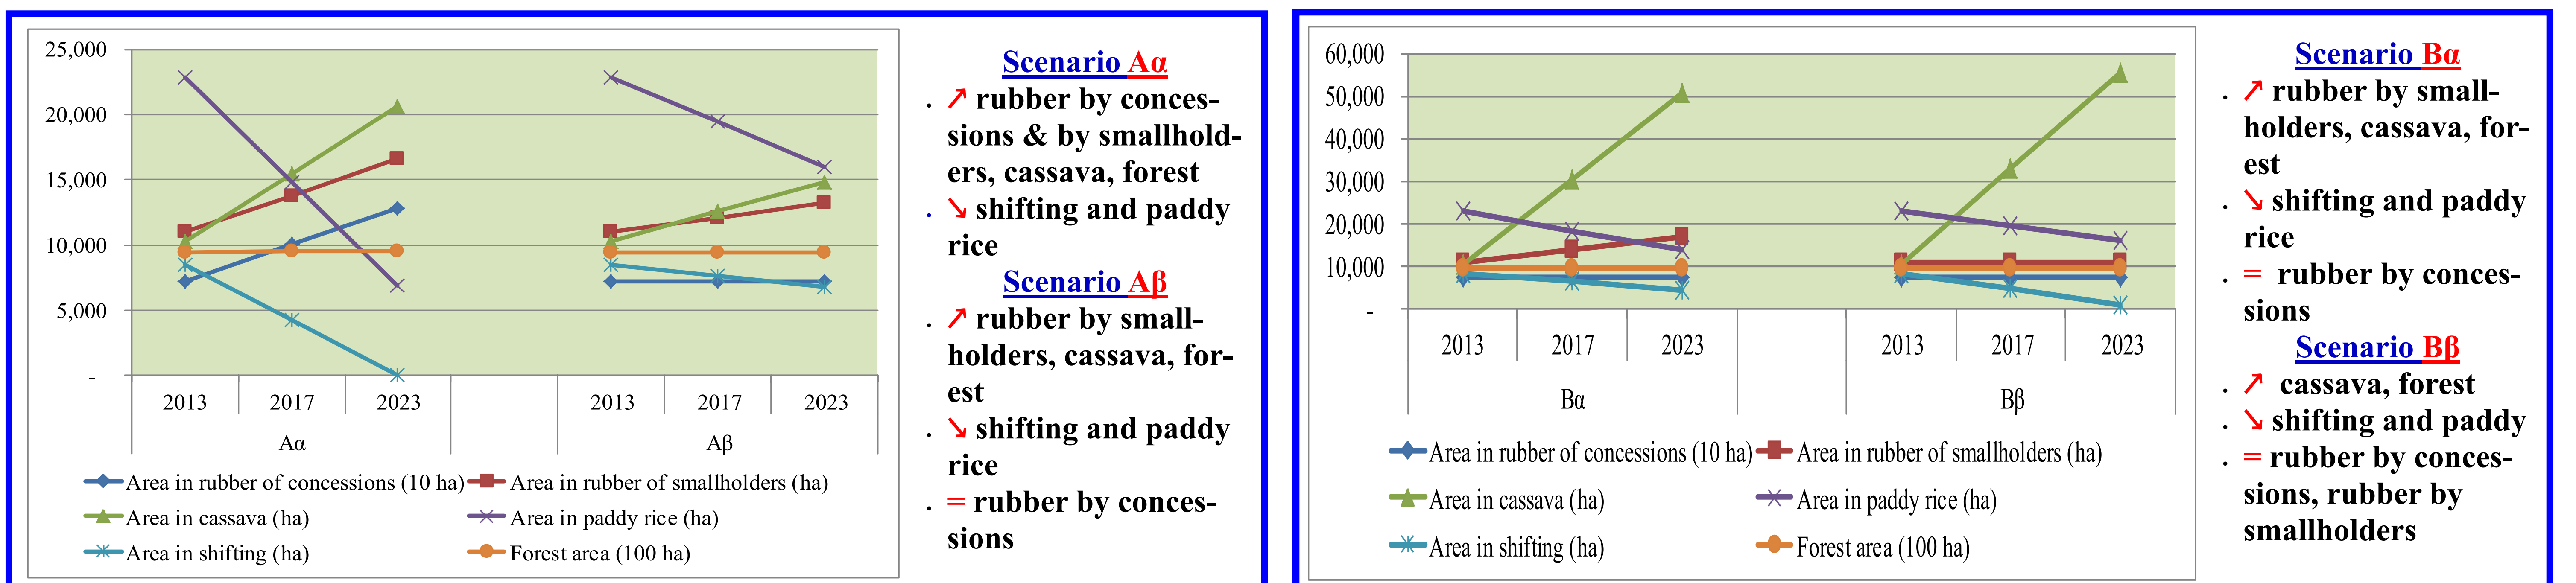 25,000
20,000
15,000
10,000
5,000
-
2013 2017 2023 2013 2017 2023
Aα Aβ
Area in rubber of concessions (10 ha) Area in rubber of smallholders (ha)
Area in cassava (ha) Area in paddy rice (ha)
Area in shifting (ha) Forest area (100 ha)
Scenario Aα
. ↗ rubber by conces-
sions & by smallhold-
ers, cassava, forest
. ↘ shifting and paddy
rice
Scenario Aβ
. ↗ rubber by small-
holders, cassava, for-
est
. ↘ shifting and paddy
rice
. = rubber by conces-
sions
60,000
50,000
40,000
30,000
20,000
10,000
-
2013 2017 2023 2013 2017 2023
Bα Bβ
Area in rubber of concessions (10 ha) Area in rubber of smallholders (ha)
Area in cassava (ha) Area in paddy rice (ha)
Area in shifting (ha) Forest area (100 ha)
Scenario Bα
. ↗ rubber by small-
holders, cassava, for-
est
. ↘ shifting and paddy
rice
. = rubber by conces-
sions
Scenario Bβ
. ↗ cassava, forest
. ↘ shifting and paddy
. = rubber by conces-
sions, rubber by
smallholders